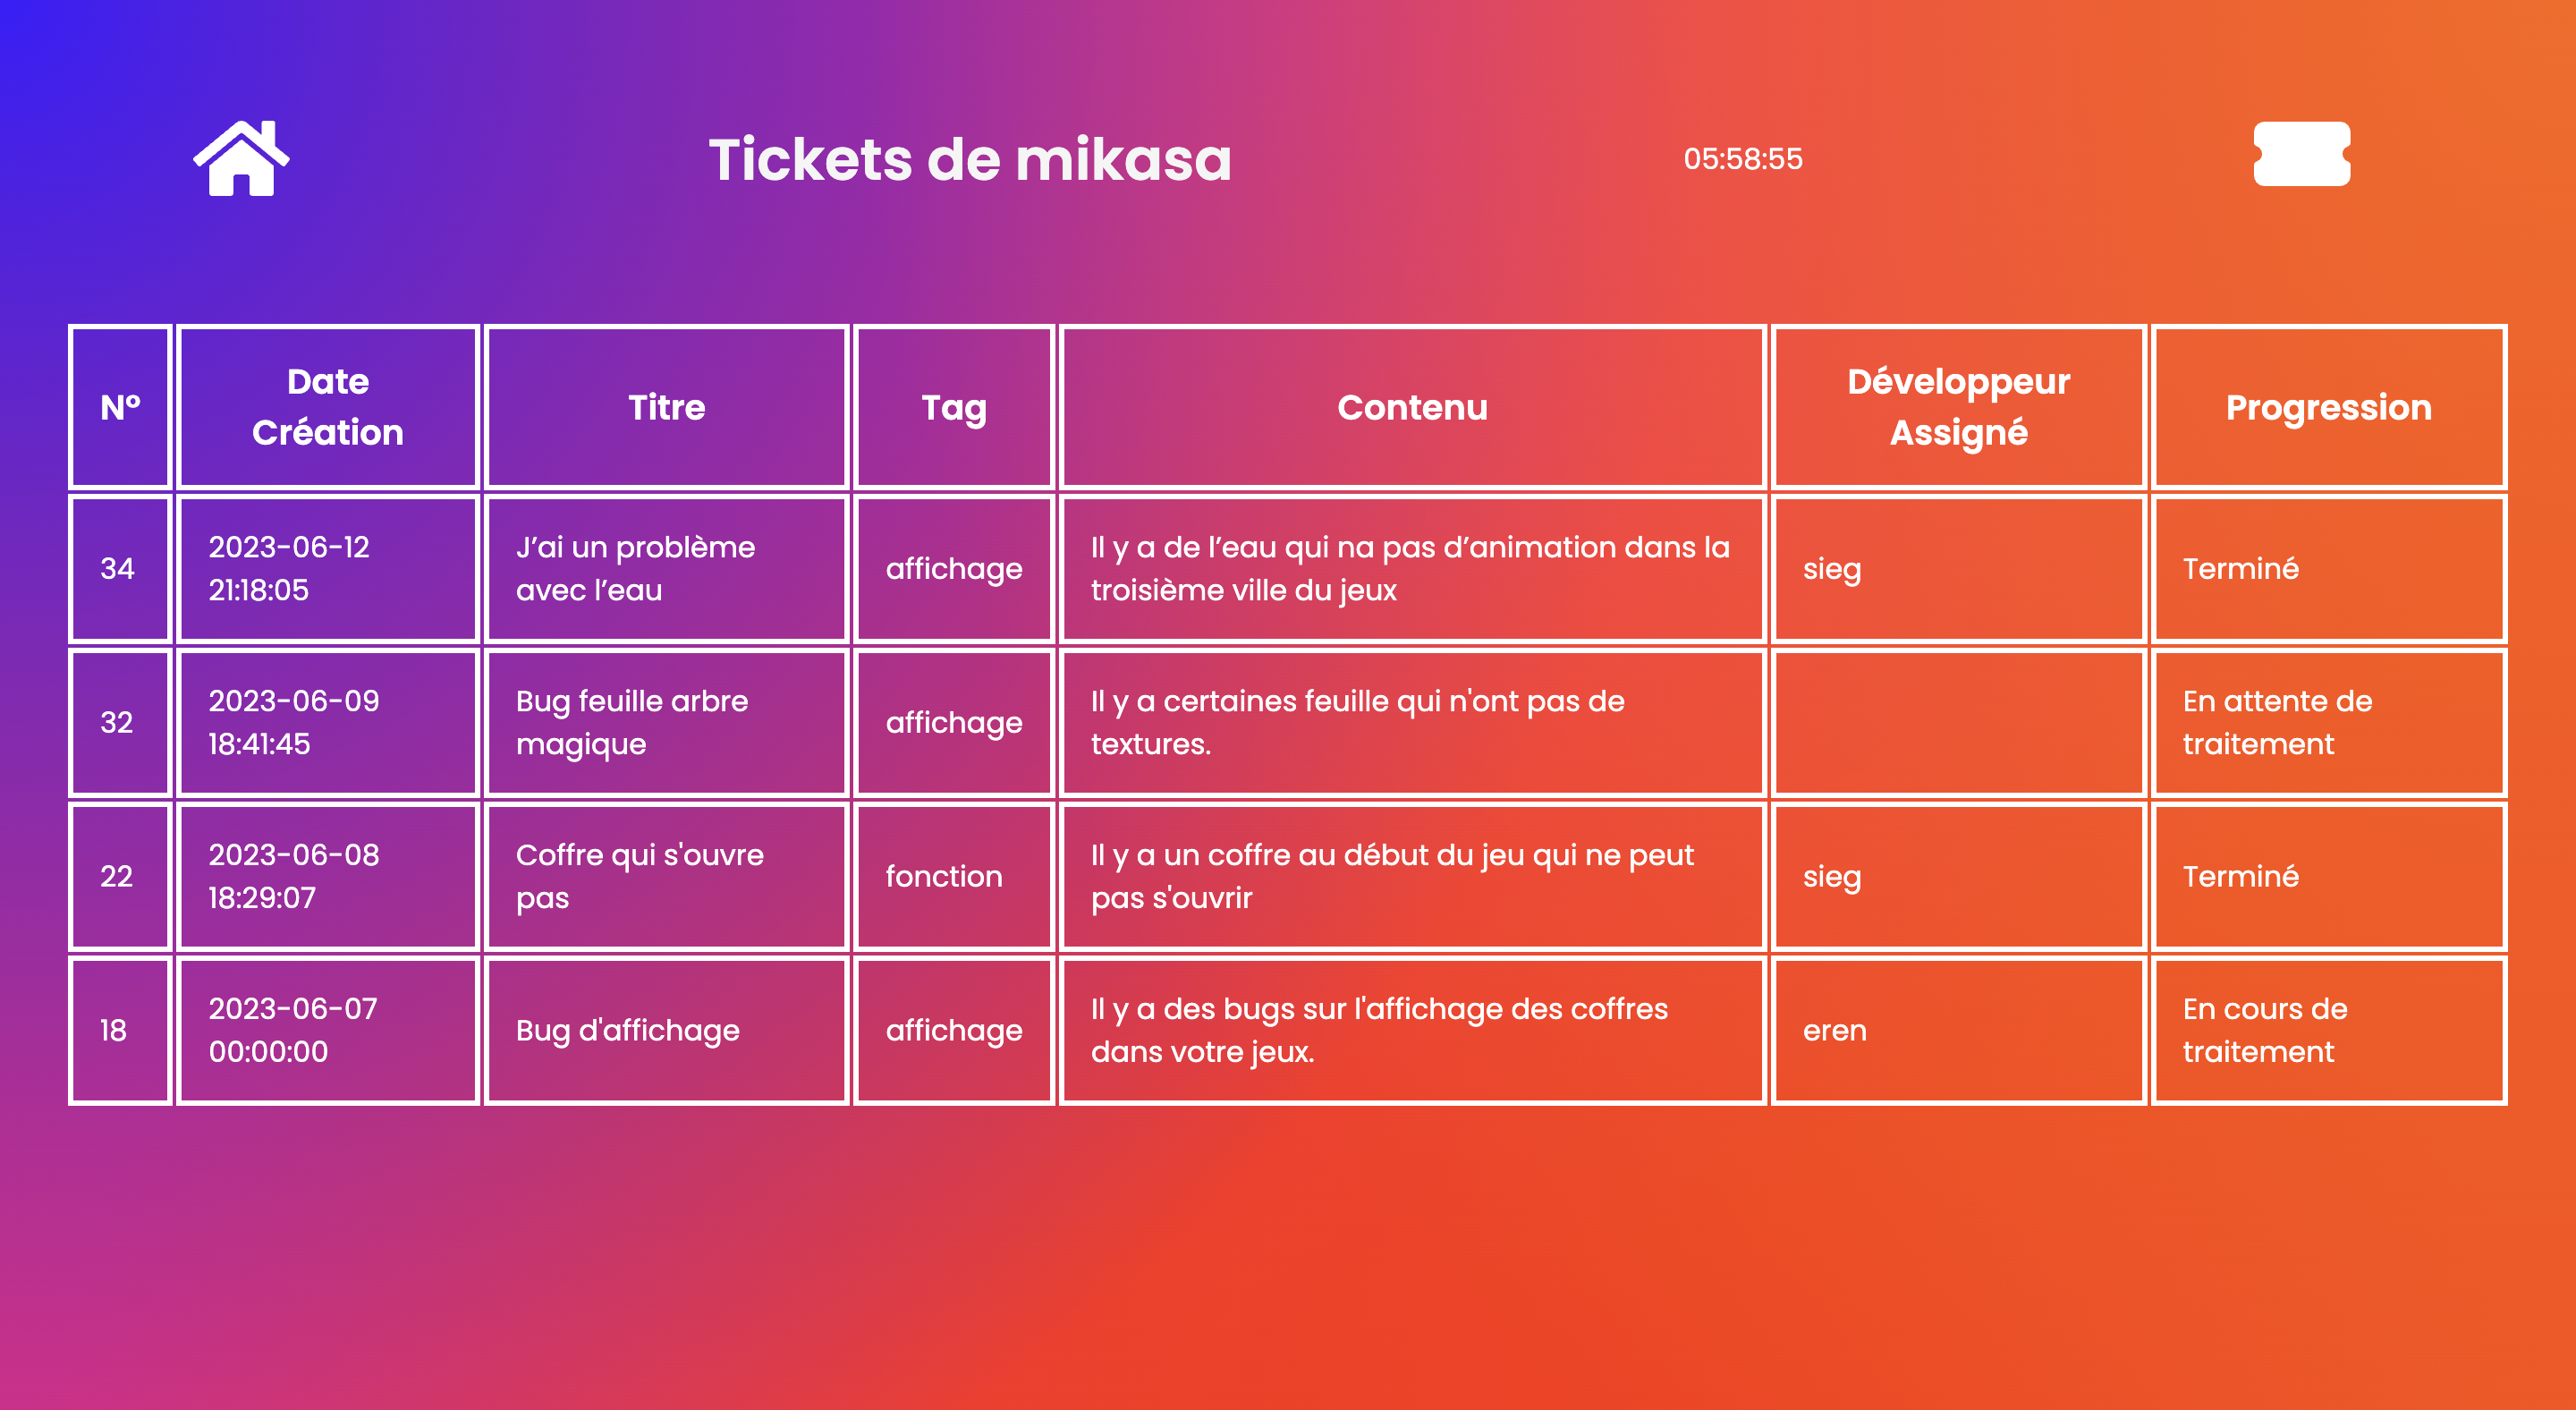 Tickets de mikasa
05:58:55
N°
Date
Création
Titre
Tag
Contenu
Développeur
Assigné
Progression
34
2023-06-12
21:18:05
J’ai un problème
avec l’eau
affichage
Il y a de l’eau qui na pas d’animation dans la
troisième ville du jeux
sieg
Terminé
32
2023-06-09
18:41:45
Bug feuille arbre
magique
affichage
Il y a certaines feuille qui n'ont pas de
textures.
En attente de
traitement
22
2023-06-08
18:29:07
Coffre qui s'ouvre
pas
fonction
Il y a un coffre au début du jeu qui ne peut
pas s'ouvrir
sieg
Terminé
18
2023-06-07
00:00:00
Bug d'affichage
affichage
Il y a des bugs sur l'affichage des coffres
dans votre jeux.
eren
En cours de
traitement